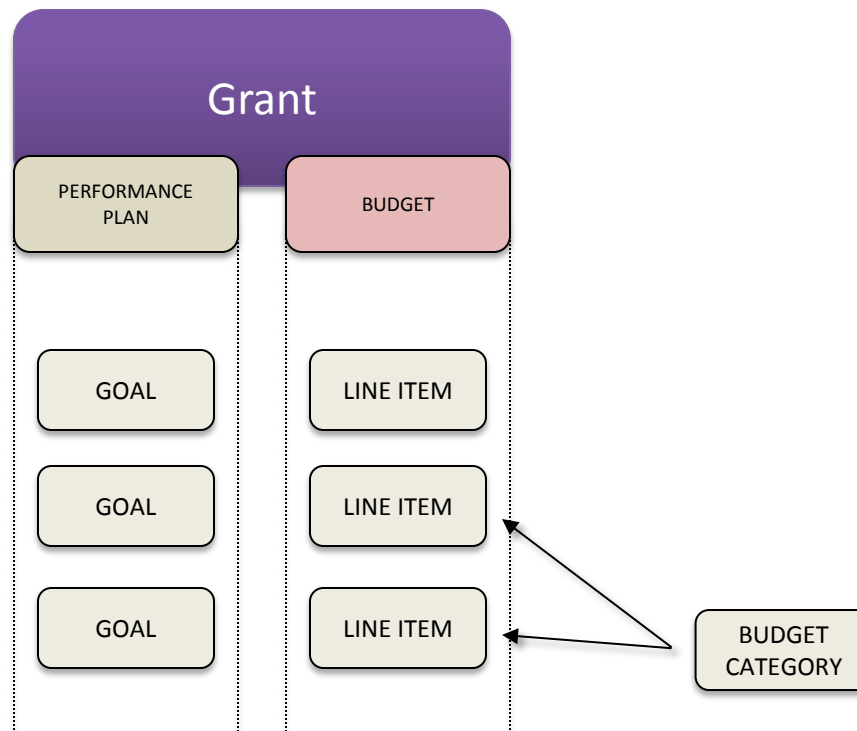 Grant
PERFORMANCE
PLAN
BUDGET
GOAL
LINE ITEM
GOAL
LINE ITEM
GOAL
LINE ITEM
BUDGET
CATEGORY